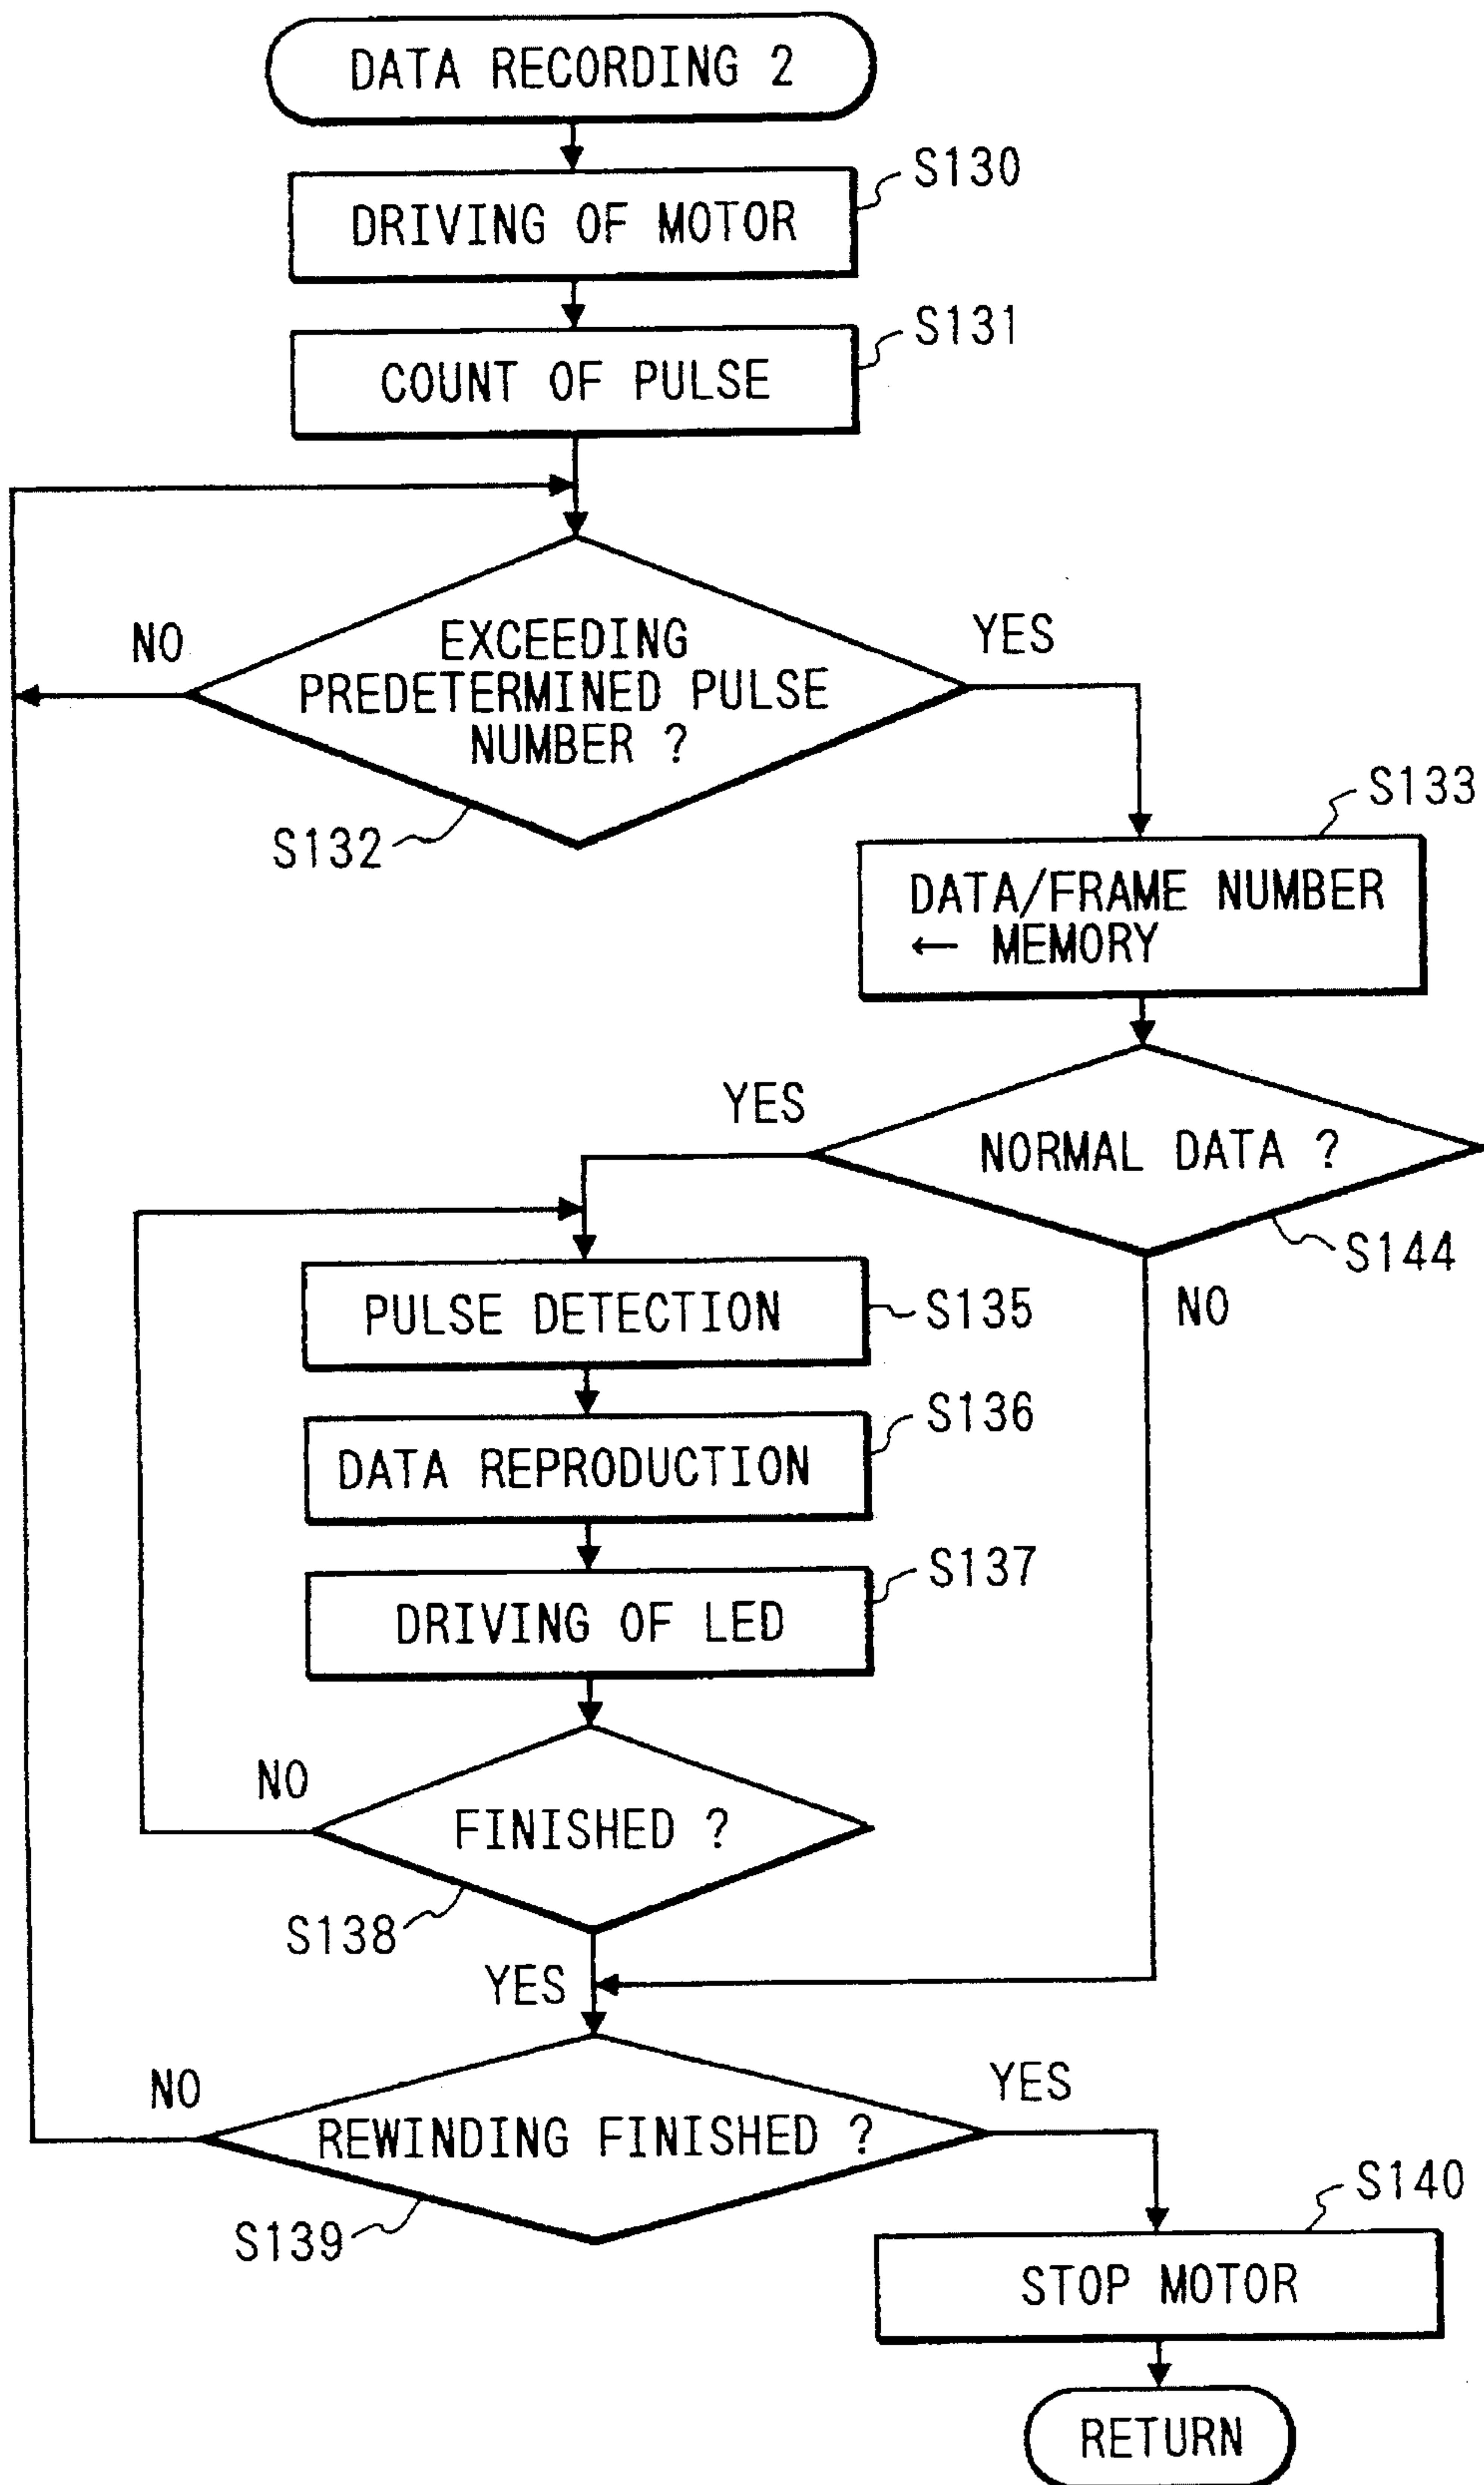 DATA RECORDING 2
S130
DRIVING OF MOTOR
S131
COUNT OF PULSE
NO
EXCEEDING
PREDETERMINED PULSE
NUMBER ?
YES
S132
S133
DATA/FRAME NUMBER
← MEMORY
YES
NORMAL DATA ?
S144
NO
PULSE DETECTION
S135
S136
DATA REPRODUCTION
S137
DRIVING OF LED
NO
FINISHED ?
S138
YES
NO
REWINDING FINISHED ?
YES
S139
S140
STOP MOTOR
RETURN